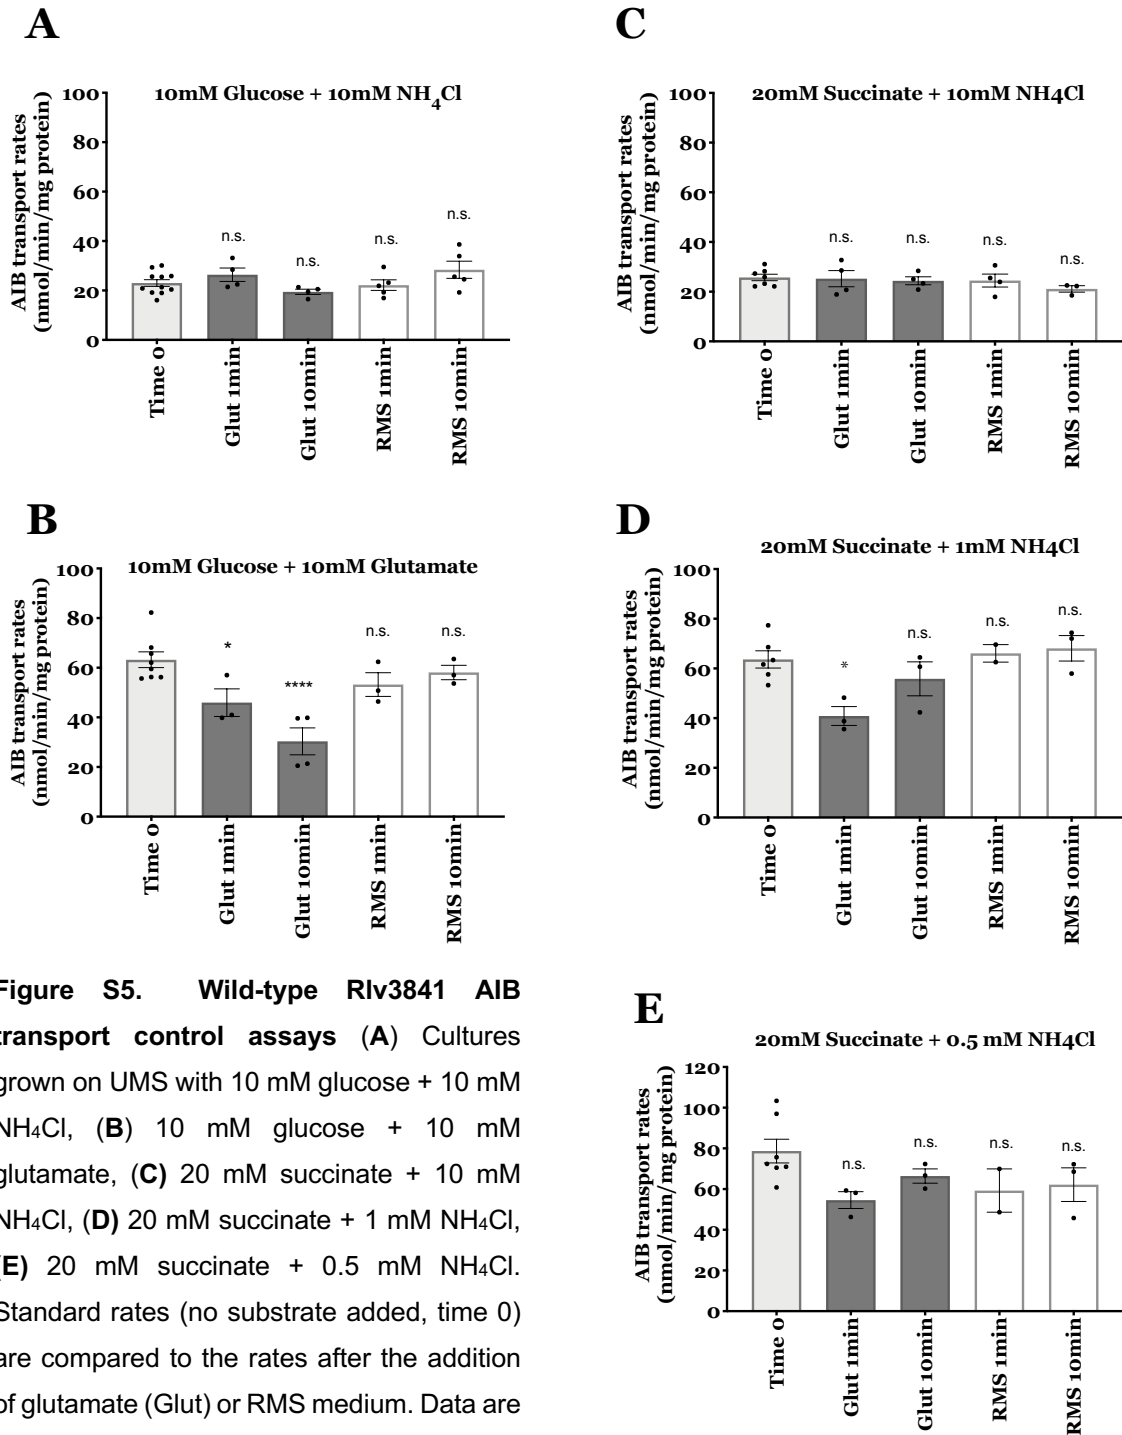 A
10mM Glucose + 10mM NH4Cl
AIB transport rates
(nmol/min/mg protein)
100
80
60
40
20
0
n.s.
n.s.
n.s.
n.s.
Time 0
Glut 1min
Glut 10min
RMS 1min
RMS 10min
B
10mM Glucose + 10mM Glutamate
AIB transport rates
(nmol/min/mg protein)
100
80
60
40
20
0
*
****
n.s.
n.s.
Time 0
Glut 1min
Glut 10min
RMS 1min
RMS 10min
Figure S5. Wild-type Rlv3841 AIB
transport control assays (A) Cultures
grown on UMS with 10 mM glucose + 10 mM
NH4Cl, (B) 10 mM glucose + 10 mM
glutamate, (C) 20 mM succinate + 10 mM
NH4Cl, (D) 20 mM succinate + 1 mM NH4Cl,
(E) 20 mM succinate + 0.5 mM NH4Cl.
Standard rates (no substrate added, time 0)
are compared to the rates after the addition
of glutamate (Glut) or RMS medium. Data are
C
20mM Succinate + 10mM NH4Cl
AIB transport rates
(nmol/min/mg protein)
100
80
60
40
20
0
n.s.
n.s.
n.s.
n.s.
Time 0
Glut 1min
Glut 10min
RMS 1min
RMS 10min
D
20mM Succinate + 1mM NH4Cl
AIB transport rates
(nmol/min/mg protein)
100
80
60
40
20
0
*
n.s.
n.s.
n.s.
Time 0
Glut 1min
Glut 10min
RMS 1min
RMS 10min
E
20mM Succinate + 0.5 mM NH4Cl
AIB transport rates
(nmol/min/mg protein)
120
100
80
60
40
20
0
n.s.
n.s.
n.s.
n.s.
Time 0
Glut 1min
Glut 10min
RMS 1min
RMS 10min